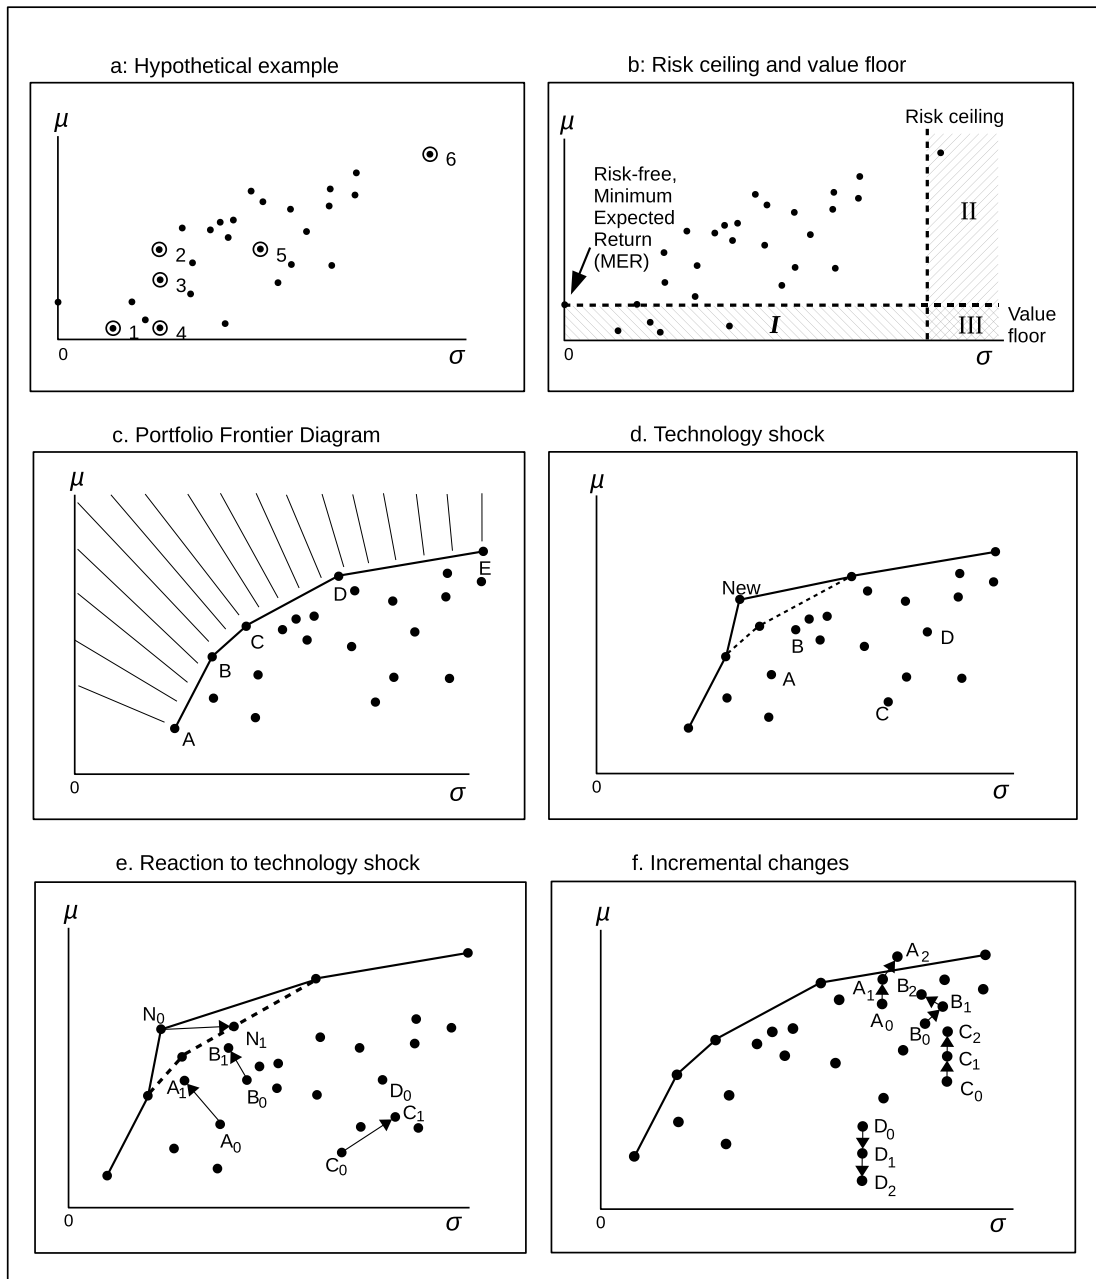 a: Hypothetical example
μ
6
2
5
3
1
4
0
σ
b: Risk ceiling and value floor
μ
Risk ceiling
Risk-free,
Minimum
Expected
Return
(MER)
II
I
III
Value
floor
0
σ
c. Portfolio Frontier Diagram
μ
E
D
C
B
A
0
σ
d. Technology shock
μ
New
B
D
A
C
0
σ
e. Reaction to technology shock
μ
N0
N1
B1
A1
B0
D0
C1
A0
C0
0
σ
f. Incremental changes
μ
A2
A1
B2
B1
A0
B0
C2
C1
C0
D0
D1
D2
0
σ